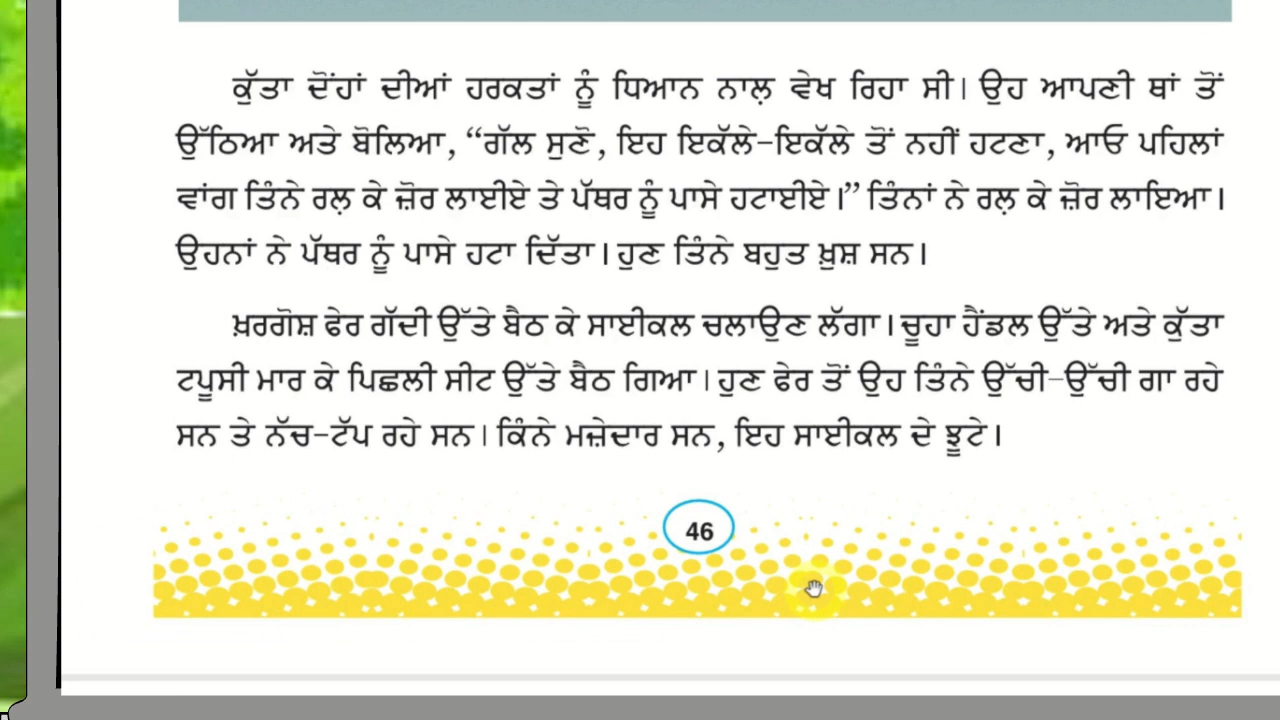 ਕੁੱਤਾ ਦੋਂਹਾਂ ਦੀਆਂ ਹਰਕਤਾਂ ਨੂੰ ਧਿਆਨ ਨਾਲ਼ ਵੇਖ ਰਿਹਾ ਸੀ। ਉਹ ਆਪਣੀ ਥਾਂ ਤੋਂ
ਉੱਠਿਆ ਅਤੇ ਬੋਲਿਆ, “ਗੱਲ ਸੁਣੋ, ਇਹ ਇਕੱਲੇ-ਇਕੱਲੇ ਤੋਂ ਨਹੀਂ ਹਟਣਾ, ਆਓ ਪਹਿਲਾਂ
ਵਾਂਗ ਤਿੰਨੇ ਰਲ਼ ਕੇ ਜ਼ੋਰ ਲਾਈਏ ਤੇ ਪੱਥਰ ਨੂੰ ਪਾਸੇ ਹਟਾਈਏ।” ਤਿੰਨਾਂ ਨੇ ਰਲ਼ ਕੇ ਜ਼ੋਰ ਲਾਇਆ।
ਉਹਨਾਂ ਨੇ ਪੱਥਰ ਨੂੰ ਪਾਸੇ ਹਟਾ ਦਿੱਤਾ। ਹੁਣ ਤਿੰਨੇ ਬਹੁਤ ਖ਼ੁਸ਼ ਸਨ।
ਖ਼ਰਗੋਸ਼ ਫੇਰ ਗੱਦੀ ਉੱਤੇ ਬੈਠ ਕੇ ਸਾਈਕਲ ਚਲਾਉਣ ਲੱਗਾ। ਚੂਹਾ ਹੈਂਡਲ ਉੱਤੇ ਅਤੇ ਕੁੱਤਾ
ਟਪੂਸੀ ਮਾਰ ਕੇ ਪਿਛਲੀ ਸੀਟ ਉੱਤੇ ਬੈਠ ਗਿਆ। ਹੁਣ ਫੇਰ ਤੋਂ ਉਹ ਤਿੰਨੇ ਉੱਚੀ-ਉੱਚੀ ਗਾ ਰਹੇ
ਸਨ ਤੇ ਨੱਚ-ਟੱਪ ਰਹੇ ਸਨ। ਕਿੰਨੇ ਮਜ਼ੇਦਾਰ ਸਨ, ਇਹ ਸਾਈਕਲ ਦੇ ਝੂਟੇ।
46